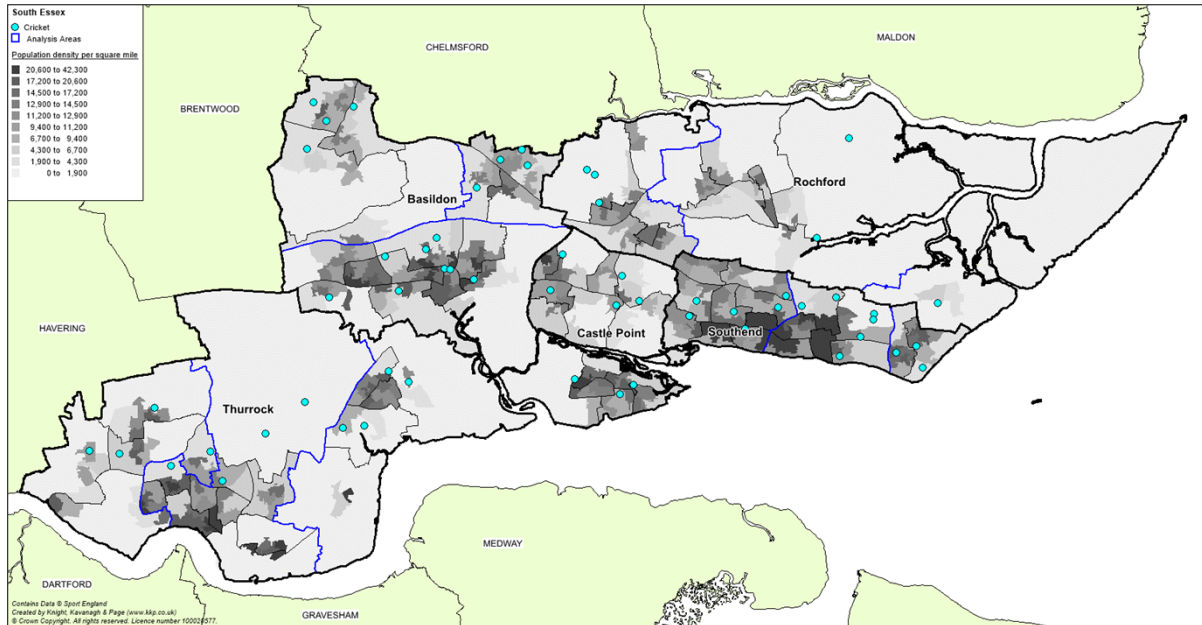 South Essex
Cricket
Analysis Areas
Population density per square mile
20,600 to 42,300
17,200 to 20,600
14,500 to 17,200
12,900 to 14,500
11,200 to 12,900
9,400 to 11,200
6,700 to 9,400
4,300 to 6,700
1,900 to 4,300
0 to 1,900
MALDON
CHELMSFORD
BRENTWOOD
Rochford
Basildon
HAVERING
Castle Point
Southend
Thurrock
MEDWAY
DARTFORD
GRAVESHAM
Contains Data © Sport England
Created by Knight, Kavanagh & Page (www.kkp.co.uk)
© Crown Copyright. All rights reserved. Licence number 100020577.